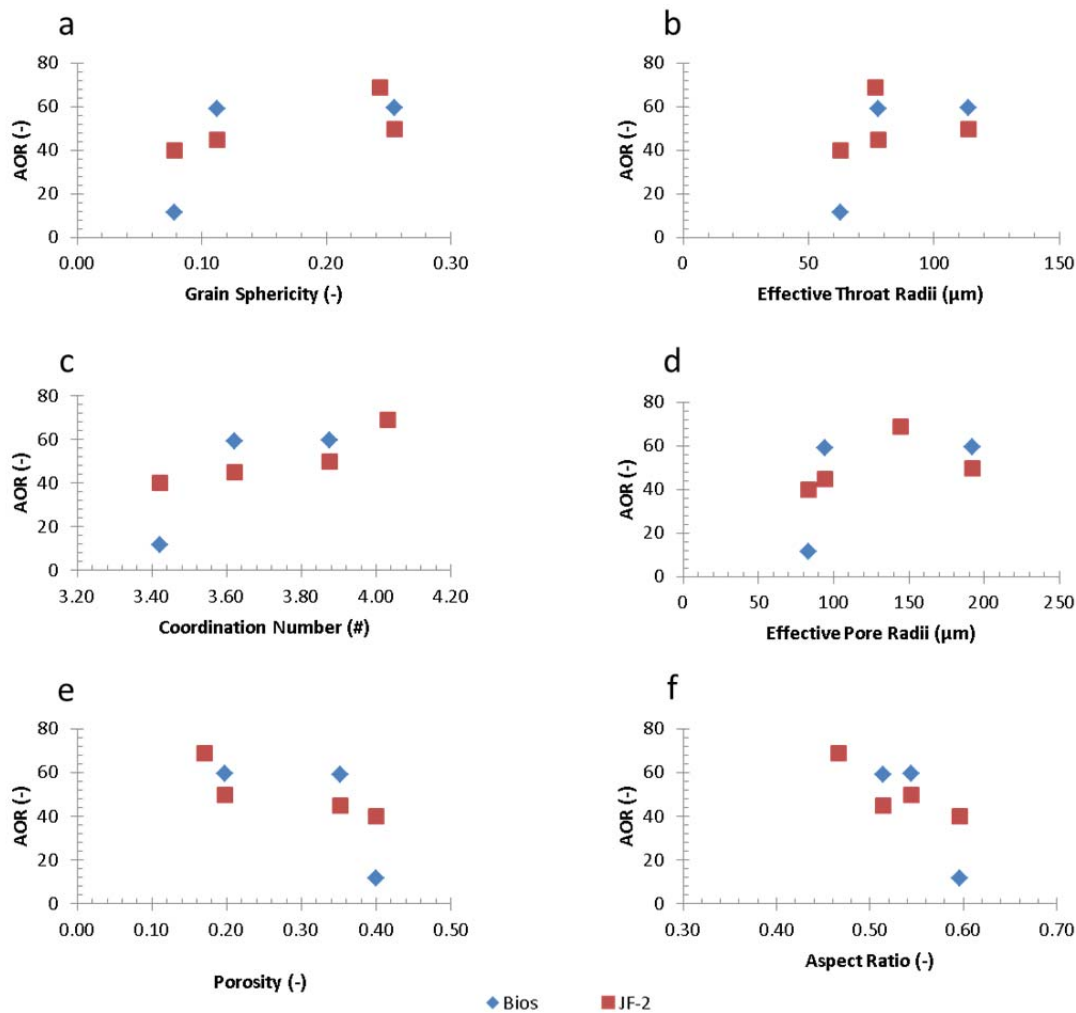 a
80
60
40
20
0
AOR (-)
0.00 0.10 0.20 0.30
Grain Sphericity (-)
b
80
60
40
20
0
AOR (-)
0 50 100 150
Effective Throat Radii (µm)
c
80
60
40
20
0
AOR (-)
3.20 3.40 3.60 3.80 4.00 4.20
Coordination Number (#)
d
80
60
40
20
0
AOR (-)
0 50 100 150 200 250
Effective Pore Radii (µm)
e
80
60
40
20
0
AOR (-)
0.00 0.10 0.20 0.30 0.40 0.50
Porosity (-)
f
80
60
40
20
0
AOR (-)
0.30 0.40 0.50 0.60 0.70
Aspect Ratio (-)
Bios JF-2